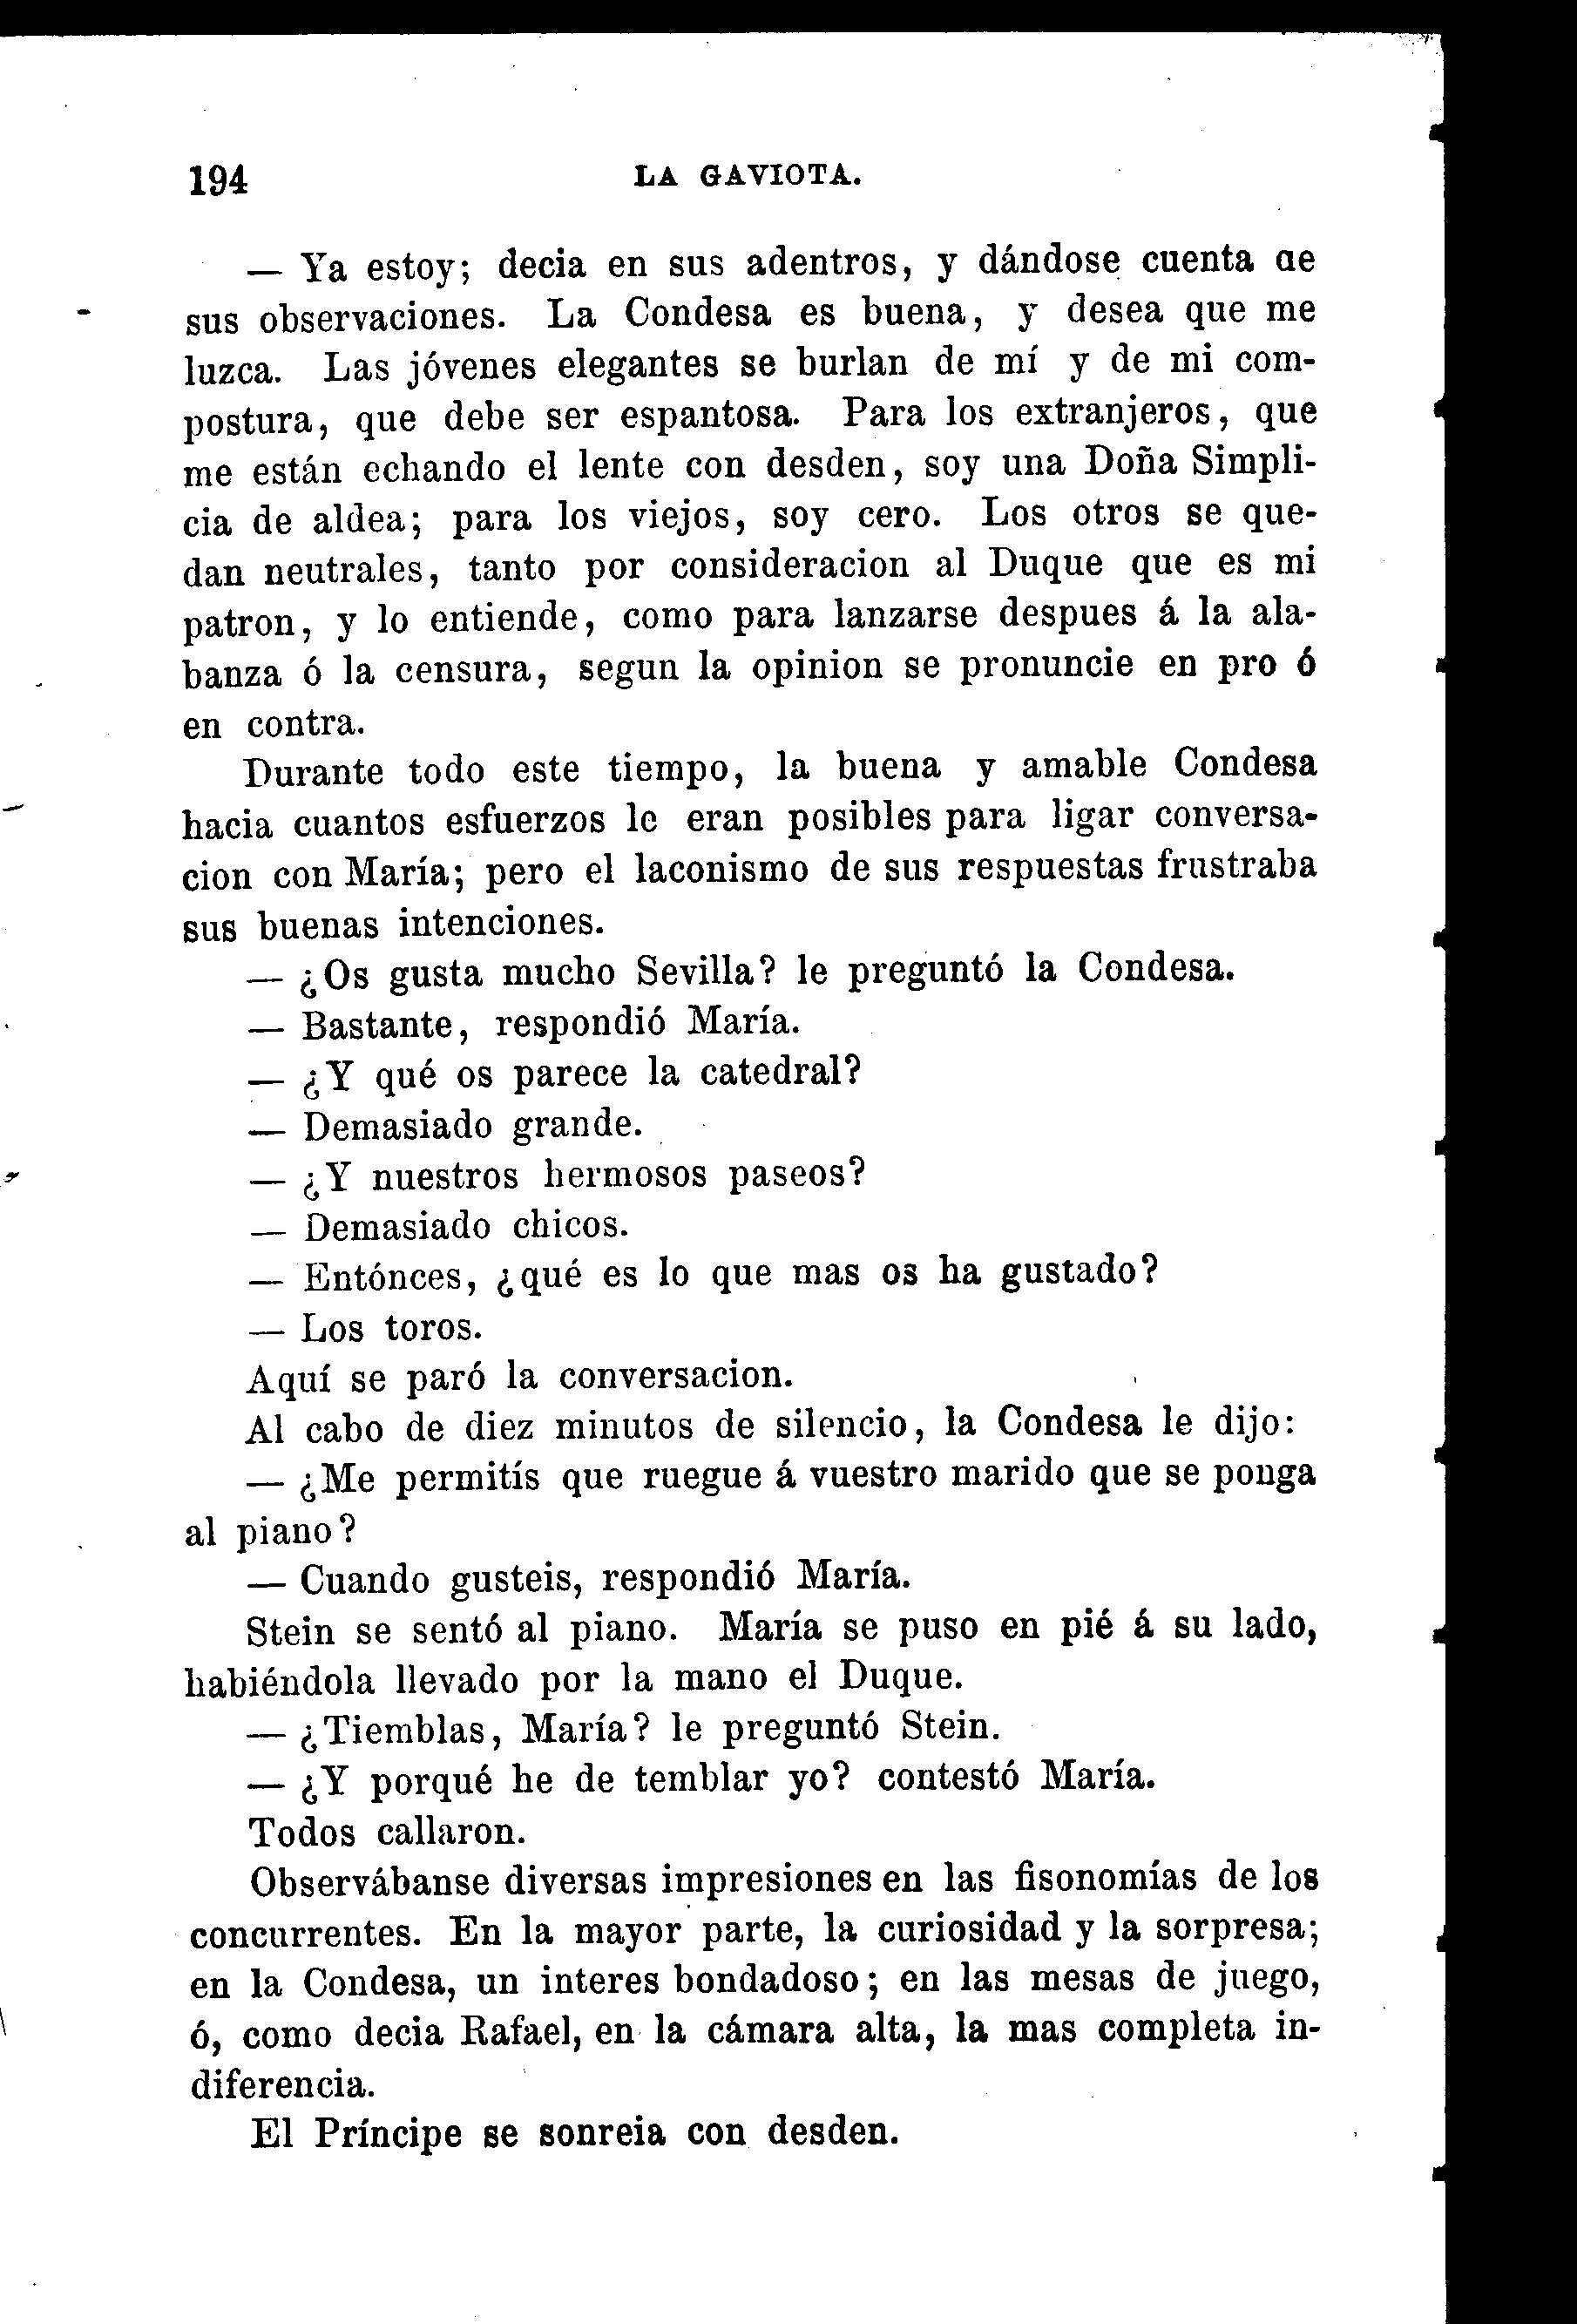 194 LA GAVIOTA.
— Ya estoy; decia en sus adentros, y dándose cuenta de
sus observaciones. La Condesa es buena, y desea que me
luzca. Las jóvenes elegantes se burlan de mí y de mi com-
postura, que debe ser espantosa. Para los extranjeros, que
me están echando el lente con desden, soy una Doña Simpli-
cia de aldea; para los viejos, soy cero. Los otros se que-
dan neutrales, tanto por consideracion al Duque que es mi
patron, y lo entiende, como para lanzarse despues á la ala-
banza ó la censura, segun la opinion se pronuncie en pro ó
en contra.
Durante todo este tiempo, la buena y amable Condesa
hacia cuantos esfuerzos le eran posibles para ligar conversa-
cion con María; pero el laconismo de sus respuestas frustraba
sus buenas intenciones.
— ¿Os gusta mucho Sevilla? le preguntó la Condesa.
— Bastante, respondió María.
— ¿Y qué os parece la catedral?
— Demasiado grande.
— ¿Y nuestros hermosos paseos?
— Demasiado chicos.
— Entónces, ¿qué es lo que mas os ha gustado?
— Los toros.
Aquí se paró la conversacion.
Al cabo de diez minutos de silencio, la Condesa le dijo:
— ¿Me permitís que ruegue á vuestro marido que se ponga
al piano?
— Cuando gusteis, respondió María.
Stein se sentó al piano. María se puso en pié á su lado,
habiéndola llevado por la mano el Duque.
— ¿Tiemblas, María? le preguntó Stein.
— ¿Y porqué he de temblar yo? contestó María.
Todos callaron.
Observábanse diversas impresiones en las fisonomías de los
concurrentes. En la mayor parte, la curiosidad y la sorpresa;
en la Condesa, un interes bondadoso; en las mesas de juego,
ó, como decia Rafael, en la cámara alta, la mas completa in-
diferencia.
El Príncipe se sonreia con desden.